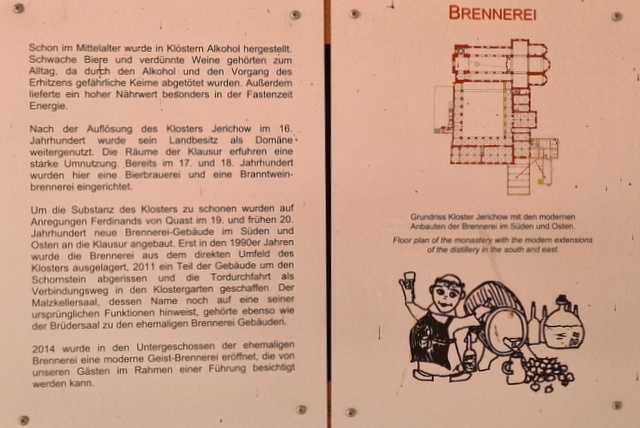 Schon im Mittelalter wurde in Klöstern Alkohol hergestellt.
Schwache Biere und verdünnte Weine gehörten zum
Alltag, da durch den Alkohol und den Vorgang des
Erhitzens gefährliche Keime abgetötet wurden. Außerdem
lieferte ein hoher Nährwert besonders in der Fastenzeit
Energie.
Nach der Auflösung des Klosters Jerichow im 16.
Jahrhundert wurde sein Landbesitz als Domäne
weitergenutzt. Die Räume der Klausur erfuhren eine
starke Umnutzung. Bereits im 17. und 18. Jahrhundert
wurden hier eine Bierbrauerei und eine Branntwein-
brennerei eingerichtet.
Um die Substanz des Klosters zu schonen wurden auf
Anregungen Ferdinands von Quast im 19. und frühen 20.
Jahrhundert neue Brennerei-Gebäude im Süden und
Osten an die Klausur angebaut. Erst in den 1990er Jahren
wurde die Brennerei aus dem direkten Umfeld des
Klosters ausgelagert, 2011 ein Teil der Gebäude um den
Schornstein abgerissen und die Tordurchfahrt als
Verbindungsweg in den Klostergarten geschaffen. Der
Malzkellersaal, dessen Name noch auf eine seiner
ursprünglichen Funktionen hinweist, gehörte ebenso wie
der Brüdersaal zu den ehemaligen Brennerei Gebäuden.
2014 wurde in den Untergeschossen der ehemaligen
Brennerei eine moderne Geist-Brennerei eröffnet, die von
unseren Gästen im Rahmen einer Führung besichtigt
werden kann.
BRENNEREI
Grundriss Kloster Jerichow mit den modernen
Anbauten der Brennerei im Süden und Osten.
Floor plan of the monastery with the modern extensions
of the distillery in the south and east.